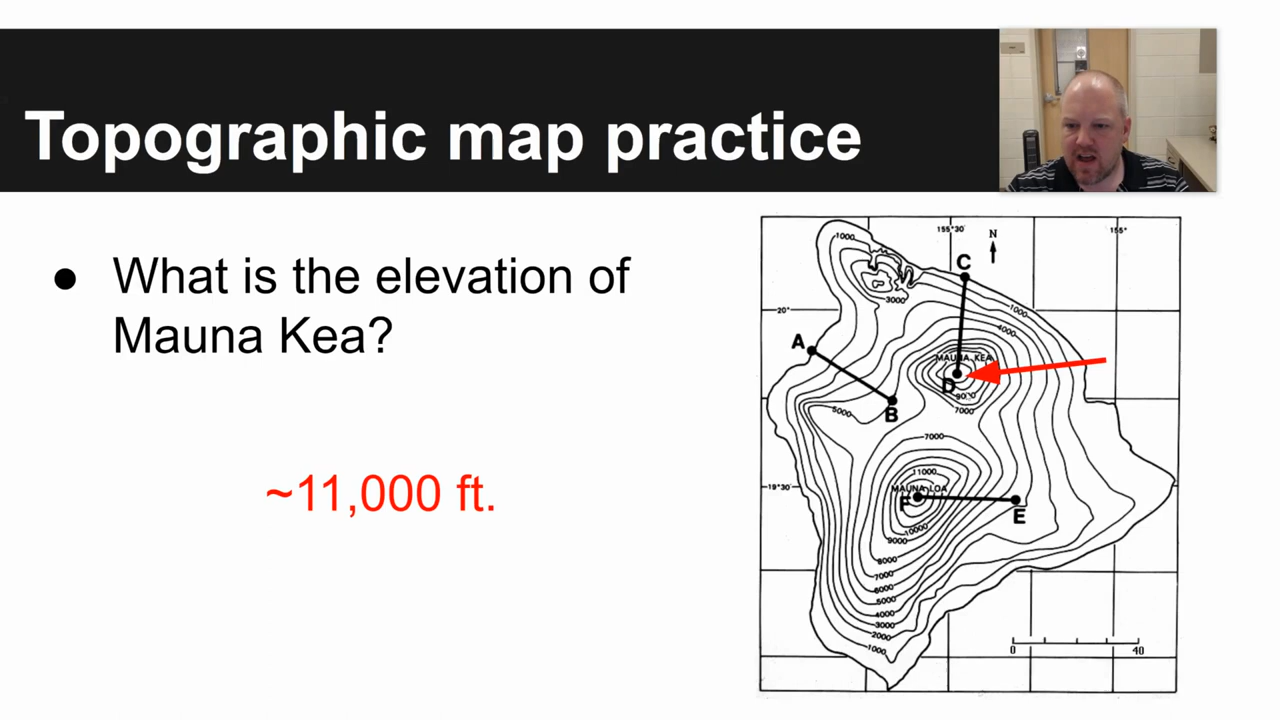 Topographic map practice
● What is the elevation of
Mauna Kea?
~11,000 ft.
155°30'
N
155°
1000
C
3000
1000
20°
4000
A
MAUNA KEA
D
9000
7000
5000
B
7000
11000
19°30'
MAUNA LOA
F
E
10000
9000
8000
7000
6000
5000
4000
3000
2000
1000
0 40